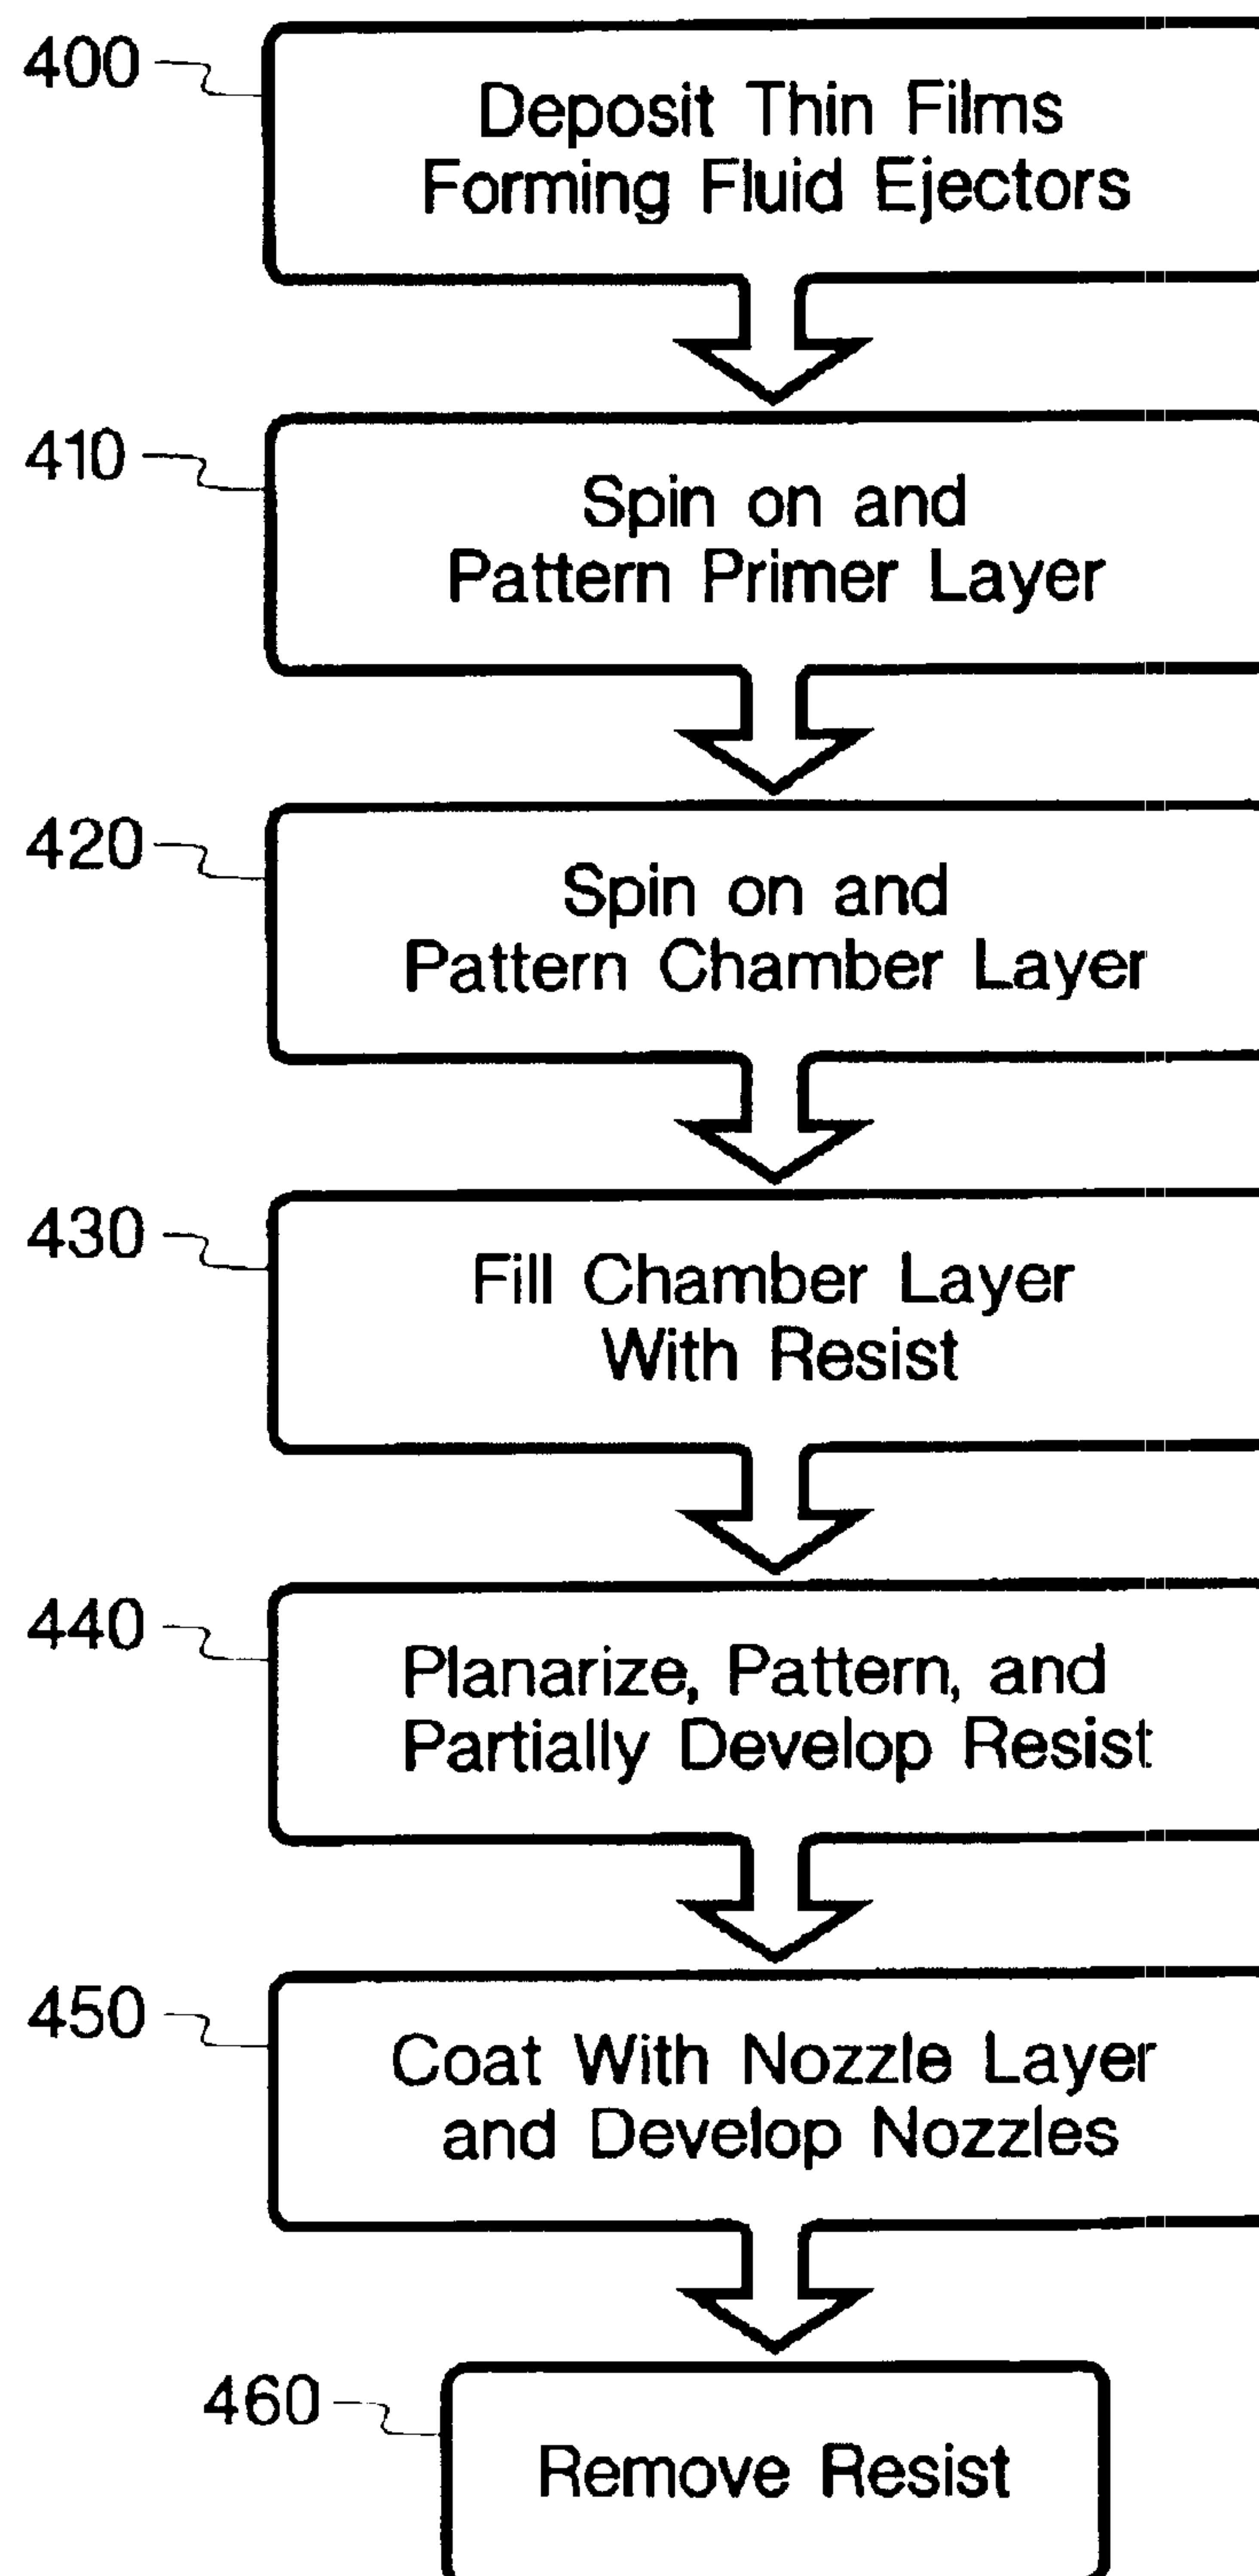 400
Deposit Thin Films
Forming Fluid Ejectors
410
Spin on and
Pattern Primer Layer
420
Spin on and
Pattern Chamber Layer
430
Fill Chamber Layer
With Resist
440
Planarize, Pattern, and
Partially Develop Resist
450
Coat With Nozzle Layer
and Develop Nozzles
460
Remove Resist